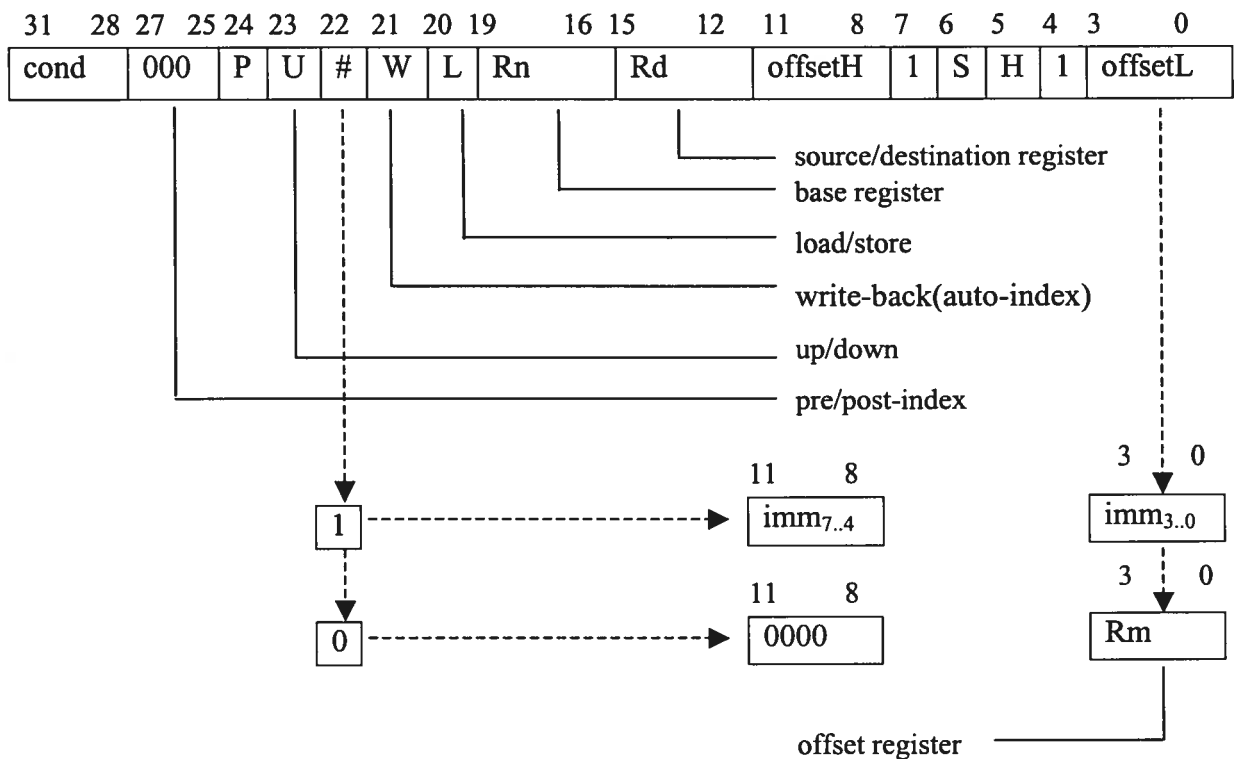 31 28 27 25 24 23 22 21 20 19 16 15 12 11 8 7 6 5 4 3 0
cond 000 P U # W L Rn Rd offsetH 1 S H 1 offsetL
source/destination register
base register
load/store
write-back(auto-index)
up/down
pre/post-index
3 0
11 8
1 imm7..4 imm3..0
3 0
11 8
0 0000 Rm
offset register